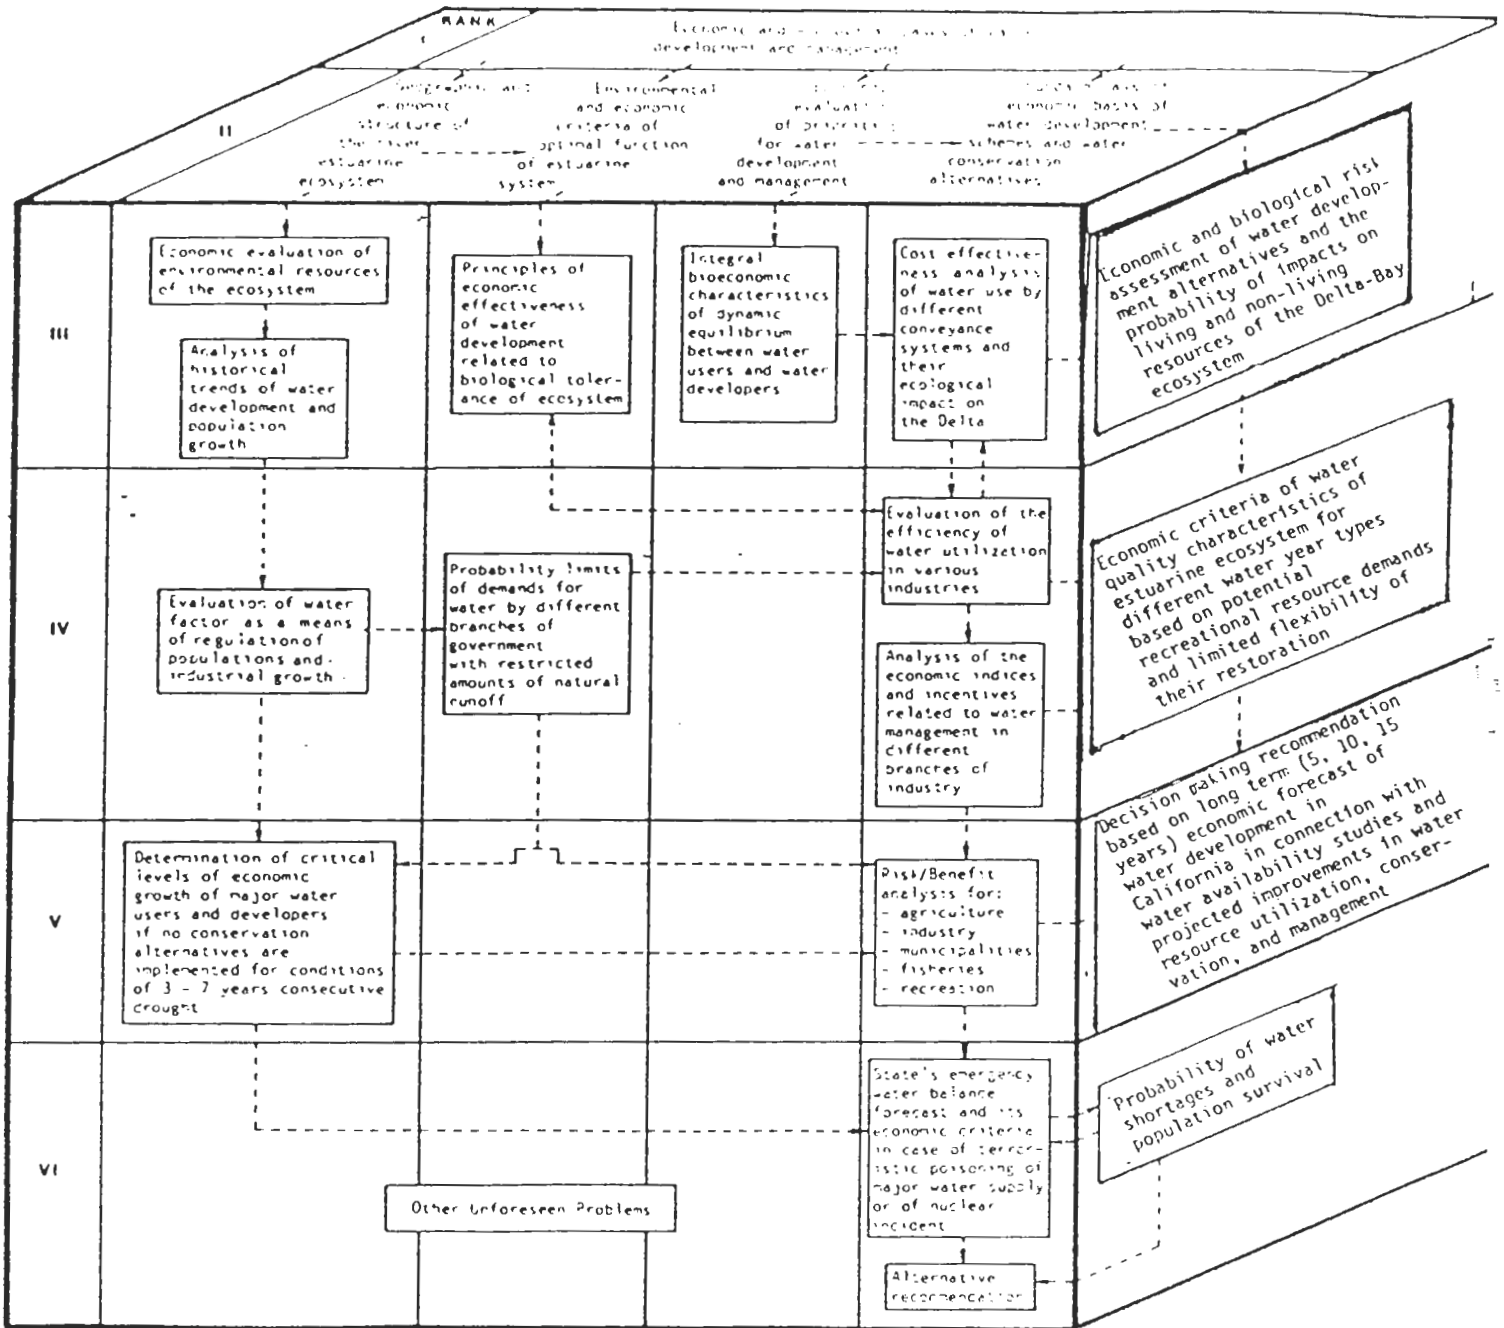 RANK
I
Economic and
development and management
II
and
economic
structure of
the river
estuarine
ecosystem
Environmental
and economic
criteria of
optimal function
of estuarine
system
evaluation
of priorities
for water
development
and management
economic basis of
water development
schemes and water
conservation
alternatives
III
Economic evaluation of
environmental resources
of the ecosystem
Analysis of
historical
trends of water
development and
population
growth
Principles of
economic
effectiveness
of water
development
related to
biological toler-
ance of ecosystem
Integral
bioeconomic
characteristics
of dynamic
equilibrium
between water
users and water
developers
Cost effective-
ness analysis
of water use by
different
conveyance
systems and
their
ecological
impact on
the Delta
Economic and biological risk
assessment of water develop-
ment alternatives and the
probability of impacts on
living and non-living
resources of the Delta-Bay
ecosystem
IV
Evaluation of water
factor as a means
of regulation of
populations and
industrial growth
Probability limits
of demands for
water by different
branches of
government
with restricted
amounts of natural
runoff
Evaluation of the
efficiency of
water utilization
in various
industries
Analysis of the
economic indices
and incentives
related to water
management in
different
branches of
industry
Economic criteria of water
quality characteristics of
estuarine ecosystem for
different water year types
based on potential
recreational resource demands
and limited flexibility of
their restoration
V
Determination of critical
levels of economic
growth of major water
users and developers
if no conservation
alternatives are
implemented for conditions
of 3 - 7 years consecutive
drought
Risk/Benefit
analysis for:
- agriculture
- industry
- municipalities
- fisheries
- recreation
Decision making recommendation
based on long term (5, 10, 15
years) economic forecast of
water development in
California in connection with
water availability studies and
projected improvements in water
resource utilization, conser-
vation, and management
VI
Other Unforeseen Problems
State's emergency
water balance
forecast and its
economic criteria
in case of terror-
istic poisoning of
major water supply
or of nuclear
incident
Alternative
recommendation
Probability of water
shortages and
population survival